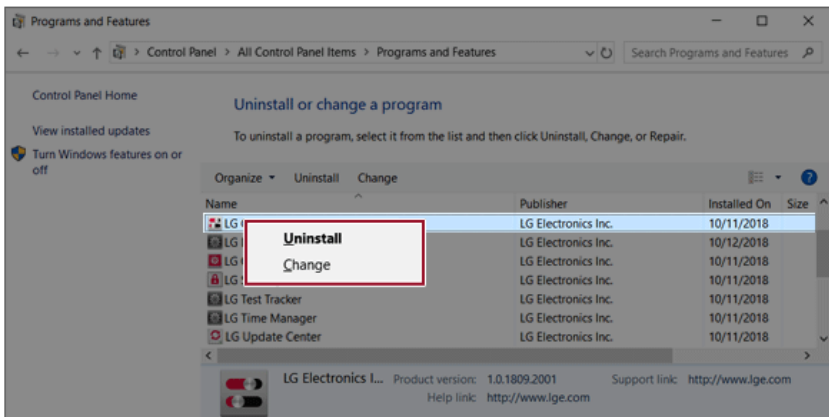 Programs and Features
Control Panel > All Control Panel Items > Programs and Features
Search Programs and Features
Control Panel Home
View installed updates
Turn Windows features on or
off
Uninstall or change a program
To uninstall a program, select it from the list and then click Uninstall, Change, or Repair.
Organize Uninstall Change
Name Publisher Installed On Size
LG LG Electronics Inc. 10/11/2018
LG LG Electronics Inc. 10/12/2018
LG LG Electronics Inc. 10/11/2018
LG LG Electronics Inc. 10/11/2018
Uninstall
Change
LG Test Tracker LG Electronics Inc. 10/11/2018
LG Time Manager LG Electronics Inc. 10/11/2018
LG Update Center LG Electronics Inc. 10/11/2018
LG Electronics I... Product version: 1.0.1809.2001 Support link: http://www.lge.com
Help link: http://www.lge.com